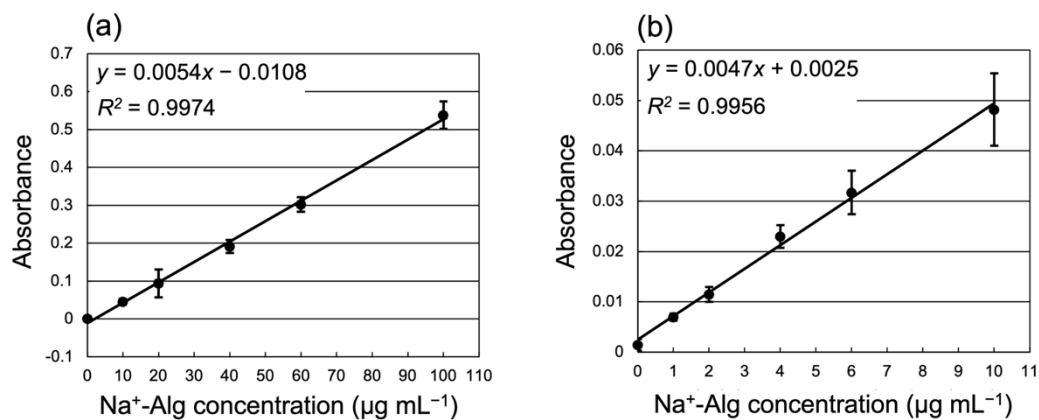 (a)
y = 0.0054x − 0.0108
R² = 0.9974
0.7
0.6
0.5
0.4
0.3
0.2
0.1
0
-0.1
0 10 20 30 40 50 60 70 80 90 100 110
Absorbance
Na⁺-Alg concentration (µg mL⁻¹)
(b)
y = 0.0047x + 0.0025
R² = 0.9956
0.06
0.05
0.04
0.03
0.02
0.01
0
0 1 2 3 4 5 6 7 8 9 10 11
Absorbance
Na⁺-Alg concentration (µg mL⁻¹)